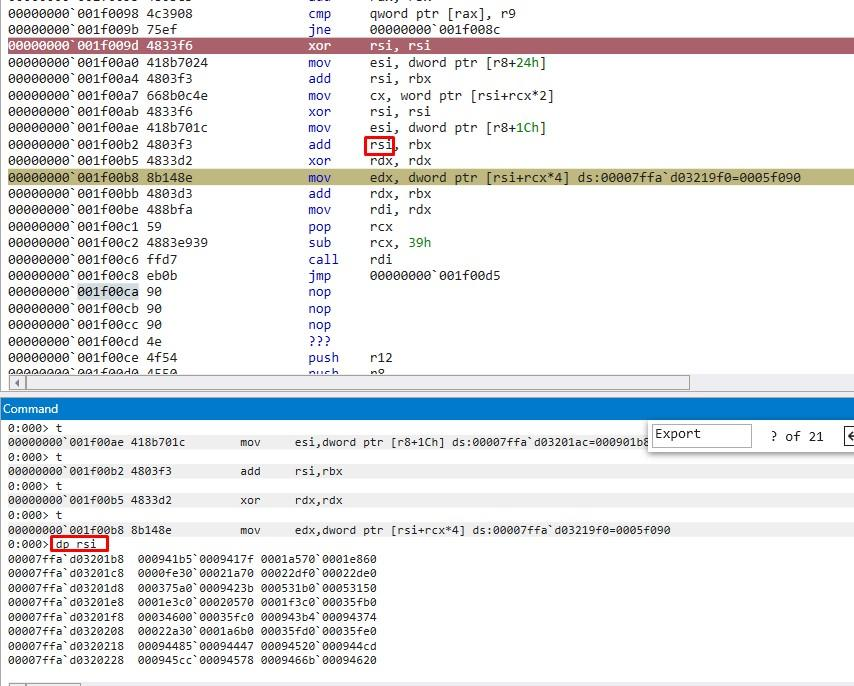 00000000`001f0098 4c3908 cmp qword ptr [rax], r9
00000000`001f009b 75ef jne 00000000`001f008c
00000000`001f009d 4833f6 xor rsi, rsi
00000000`001f00a0 418b7024 mov esi, dword ptr [r8+24h]
00000000`001f00a4 4803f3 add rsi, rbx
00000000`001f00a7 668b0c4e mov cx, word ptr [rsi+rcx*2]
00000000`001f00ab 4833f6 xor rsi, rsi
00000000`001f00ae 418b701c mov esi, dword ptr [r8+1Ch]
00000000`001f00b2 4803f3 add rsi, rbx
00000000`001f00b5 4833d2 xor rdx, rdx
00000000`001f00b8 8b148e mov edx, dword ptr [rsi+rcx*4] ds:00007ffa`d03219f0=0005f090
00000000`001f00bb 4803d3 add rdx, rbx
00000000`001f00be 488bfa mov rdi, rdx
00000000`001f00c1 59 pop rcx
00000000`001f00c2 4883e939 sub rcx, 39h
00000000`001f00c6 ffd7 call rdi
00000000`001f00c8 eb0b jmp 00000000`001f00d5
00000000`001f00ca 90 nop
00000000`001f00cb 90 nop
00000000`001f00cc 90 nop
00000000`001f00cd 4e ???
00000000`001f00ce 4f54 push r12
00000000`001f00d0 4550 push r8
Command
0:000> t
00000000`001f00ae 418b701c mov esi,dword ptr [r8+1Ch] ds:00007ffa`d03201ac=000901b8
Export ? of 21
0:000> t
00000000`001f00b2 4803f3 add rsi,rbx
0:000> t
00000000`001f00b5 4833d2 xor rdx,rdx
0:000> t
00000000`001f00b8 8b148e mov edx,dword ptr [rsi+rcx*4] ds:00007ffa`d03219f0=0005f090
0:000> dp rsi
00007ffa`d03201b8 000941b5`0009417f 0001a570`0001e860
00007ffa`d03201c8 0000fe30`00021a70 00022df0`00022de0
00007ffa`d03201d8 000375a0`0009423b 000531b0`00053150
00007ffa`d03201e8 0001e3c0`00020570 0001f3c0`00035fb0
00007ffa`d03201f8 00034600`00035fc0 000943b4`00094374
00007ffa`d0320208 00022a30`0001a6b0 00035fd0`00035fe0
00007ffa`d0320218 00094485`00094447 00094520`000944cd
00007ffa`d0320228 000945cc`00094578 0009466b`00094620